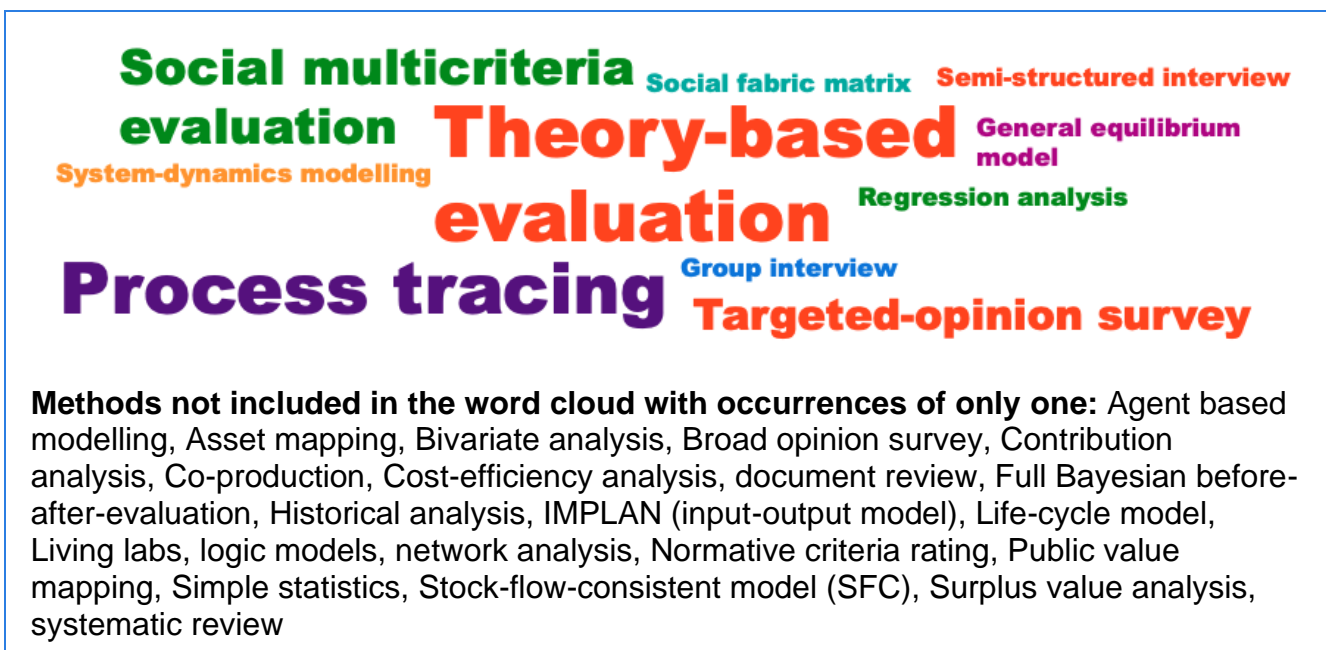 Social multicriteria
evaluation
Social fabric matrix
Semi-structured interview
Theory-based
evaluation
General equilibrium
model
System-dynamics modelling
Regression analysis
Process tracing
Group interview
Targeted-opinion survey
Methods not included in the word cloud with occurrences of only one: Agent based
modelling, Asset mapping, Bivariate analysis, Broad opinion survey, Contribution
analysis, Co-production, Cost-efficiency analysis, document review, Full Bayesian before-
after-evaluation, Historical analysis, IMPLAN (input-output model), Life-cycle model,
Living labs, logic models, network analysis, Normative criteria rating, Public value
mapping, Simple statistics, Stock-flow-consistent model (SFC), Surplus value analysis,
systematic review